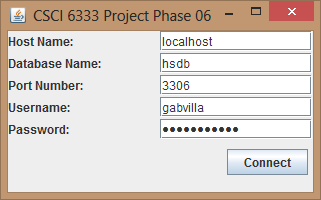 CSCI 6333 Project Phase 06
Host Name: localhost
Database Name: hsdb
Port Number: 3306
Username: gabvilla
Password: ●●●●●●●●●●●
Connect